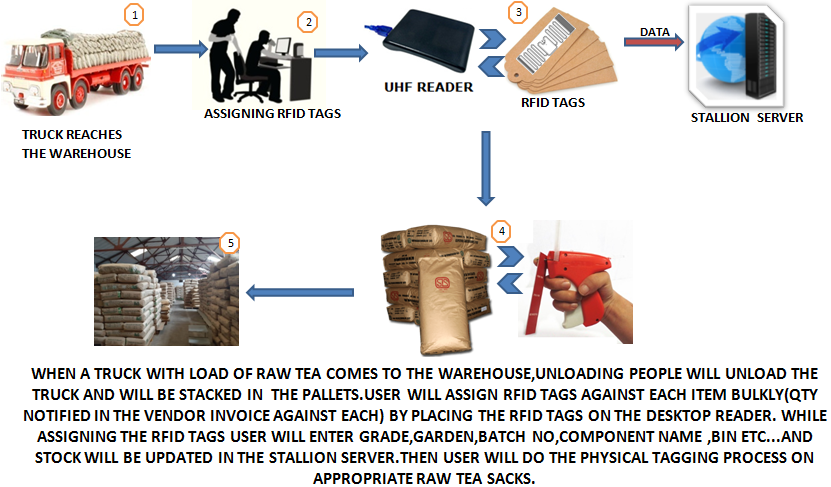 1
2
3
DATA
UHF READER
RFID TAGS
ASSIGNING RFID TAGS
STALLION SERVER
TRUCK REACHES
THE WAREHOUSE
4
5
WHEN A TRUCK WITH LOAD OF RAW TEA COMES TO THE WAREHOUSE,UNLOADING PEOPLE WILL UNLOAD THE
TRUCK AND WILL BE STACKED IN THE PALLETS.USER WILL ASSIGN RFID TAGS AGAINST EACH ITEM BULKLY(QTY
NOTIFIED IN THE VENDOR INVOICE AGAINST EACH) BY PLACING THE RFID TAGS ON THE DESKTOP READER. WHILE
ASSIGNING THE RFID TAGS USER WILL ENTER GRADE,GARDEN,BATCH NO,COMPONENT NAME ,BIN ETC...AND
STOCK WILL BE UPDATED IN THE STALLION SERVER.THEN USER WILL DO THE PHYSICAL TAGGING PROCESS ON
APPROPRIATE RAW TEA SACKS.